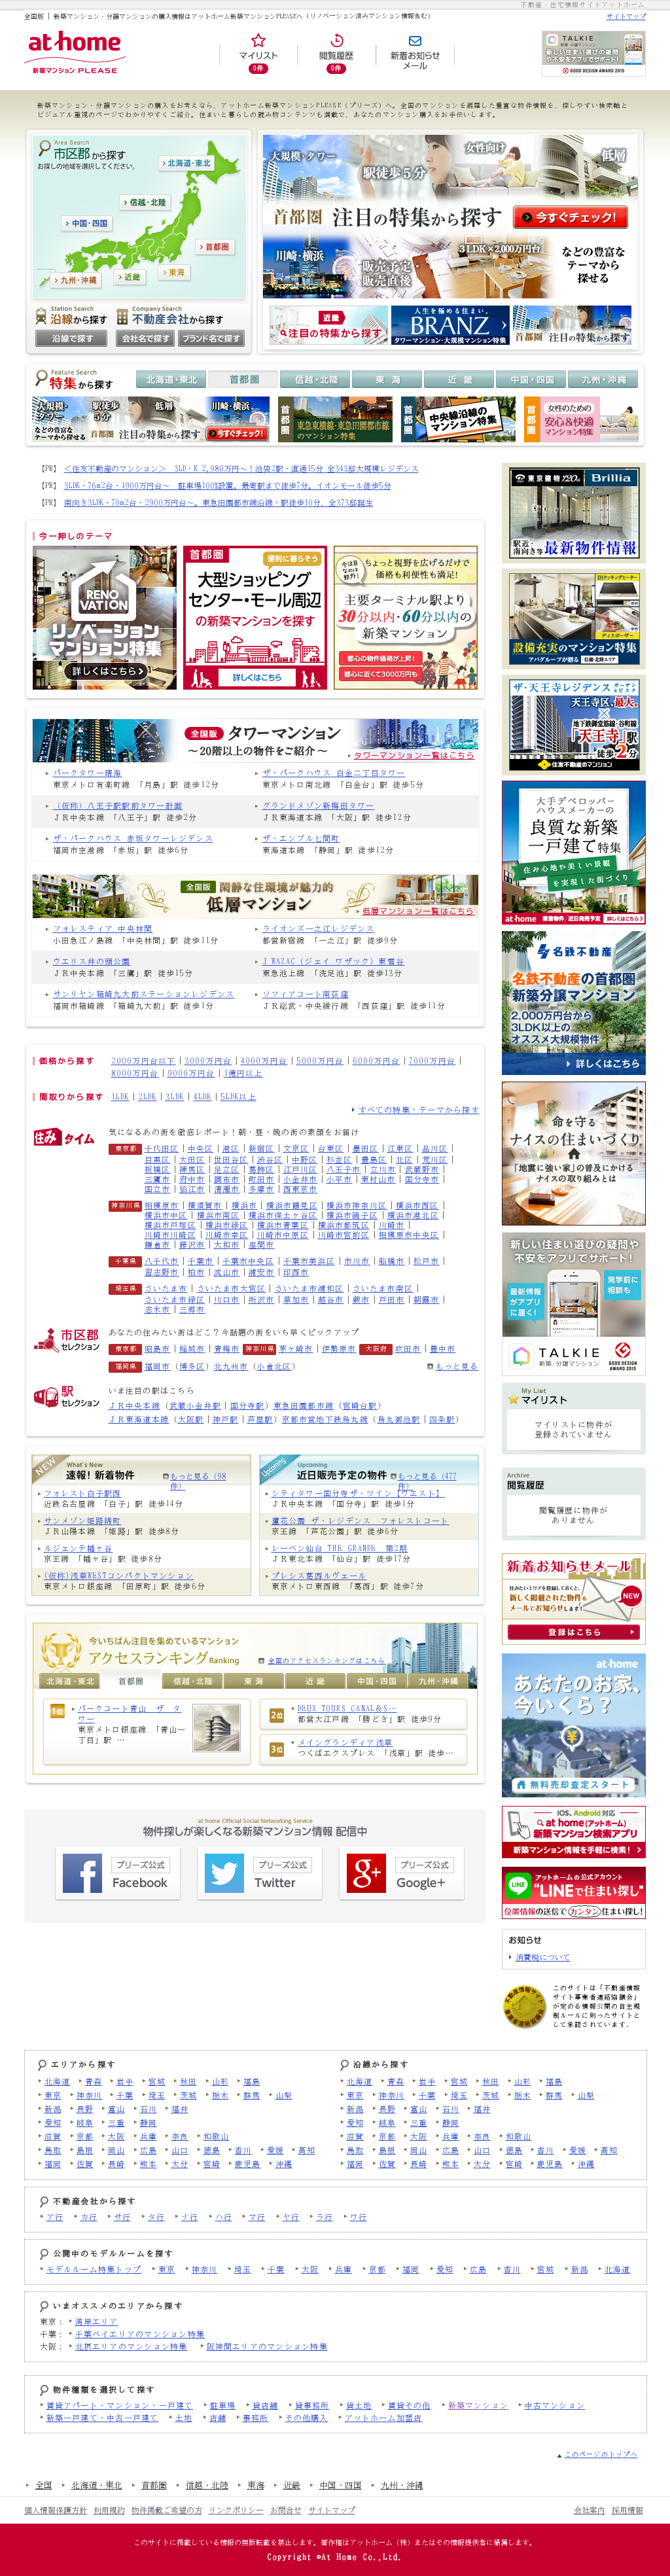 不動産・住宅情報サイトアットホーム
全国版 | 新築マンション・分譲マンションの購入情報はアットホーム新築マンションPLEASEへ（リノベーション済みマンション情報含む）
サイトマップ
at home
新築マンション PLEASE
マイリスト
0件
閲覧履歴
0件
新着お知らせメール
TALKIE
新しい住まい選びの疑問や不安をアプリでサポート!
GOOD DESIGN AWARD 2015
新築マンション・分譲マンションの購入をお考えなら、アットホーム新築マンションPLEASE（プリーズ）へ。全国のマンションを網羅した豊富な物件情報を、探しやすい検索軸と
ビジュアル重視のページでわかりやすくご紹介。住まいと暮らしの読み物コンテンツも満載で、あなたのマンション購入をお手伝いします。
Area Search
市区郡から探す
お探しの地域を選択してください。
北海道・東北
信越・北陸
中国・四国
首都圏
東海
近畿
九州・沖縄
Station Search
沿線から探す
沿線で探す
Company Search
不動産会社から探す
会社名で探す
ブランド名で探す
大規模・タワー
駅徒歩5分
女性向け
低層
首都圏 注目の特集から探す
今すぐチェック!
川崎・横浜
販売予定・販売直後
3LDK×2,000万円
などの豊富なテーマから探せる
近畿
注目の特集から探す
人生を極める住まい。
BRANZ
タワーマンション・大規模マンション特集
首都圏 注目の特集から探す
Feature Search
特集から探す
北海道・東北
首都圏
信越・北陸
東 海
近 畿
中国・四国
九州・沖縄
首都圏
東急東横線・東急田園都市線のマンション特集
首都圏
中央線沿線のマンション特集
首都圏
女性のための安心&快適マンション特集
【PR】 <住友不動産のマンション> 3LD・K 2,980万円～!池袋2駅・直通15分 全343邸大規模レジデンス
【PR】 3LDK・76m2台・1900万円台～ 駐車場100%設置。最寄駅まで徒歩7分。イオンモール徒歩5分
【PR】 南向き3LDK・70m2台・2900万円台～。東急田園都市線沿線・駅徒歩10分、全373邸誕生
今一押しのテーマ
RENOVATION
リノベーションマンション特集
詳しくはこちら
首都圏
便利に暮らそう
大型ショッピングセンター・モール周辺の新築マンションを探す
詳しくはこちら
ちょっと視野を広げるだけで価格も利便性も満足!
主要ターミナル駅より30分以内・60分以内の新築マンション
都心の物件価格が上昇!
都心に近くて3000万円も
全国版 タワーマンション
～20階以上の物件をご紹介～
タワーマンション一覧はこちら
パークタワー晴海
東京メトロ有楽町線 「月島」駅 徒歩12分
ザ・パークハウス 白金二丁目タワー
東京メトロ南北線 「白金台」駅 徒歩5分
（仮称）八王子駅駅前タワー計画
ＪＲ中央本線 「八王子」駅 徒歩2分
グランドメゾン新梅田タワー
ＪＲ東海道本線 「大阪」駅 徒歩12分
ザ・パークハウス 赤坂タワーレジデンス
福岡市空港線 「赤坂」駅 徒歩6分
ザ・エンブル七間町
東海道本線 「静岡」駅 徒歩12分
全国版 閑静な住環境が魅力的
低層マンション
低層マンション一覧はこちら
フォレスティア 中央林間
小田急江ノ島線 「中央林間」駅 徒歩11分
ライオンズ一之江レジデンス
都営新宿線 「一之江」駅 徒歩9分
ウエリス井の頭公園
ＪＲ中央本線 「三鷹」駅 徒歩15分
J WAZAC（ジェイ ワザック）東雪谷
東急池上線 「洗足池」駅 徒歩13分
サンリヤン箱崎九大前ステーションレジデンス
福岡市箱崎線 「箱崎九大前」駅 徒歩1分
ソフィアコート南荻窪
ＪＲ総武・中央緩行線 「西荻窪」駅 徒歩11分
価格から探す
2000万円台以下 | 3000万円台 | 4000万円台 | 5000万円台 | 6000万円台 | 7000万円台 |
8000万円台 | 9000万円台 | 1億円以上
間取りから探す
1LDK | 2LDK | 3LDK | 4LDK | 5LDK以上
すべての特集・テーマから探す
住みタイム
気になるあの街を徹底レポート!朝・昼・晩の街の素顔をお届け
東京都 千代田区 | 中央区 | 港区 | 新宿区 | 文京区 | 台東区 | 墨田区 | 江東区 | 品川区 |
目黒区 | 大田区 | 世田谷区 | 渋谷区 | 中野区 | 杉並区 | 豊島区 | 北区 | 荒川区 |
板橋区 | 練馬区 | 足立区 | 葛飾区 | 江戸川区 | 八王子市 | 立川市 | 武蔵野市 |
三鷹市 | 府中市 | 調布市 | 町田市 | 小金井市 | 小平市 | 東村山市 | 国分寺市 |
国立市 | 狛江市 | 清瀬市 | 多摩市 | 西東京市
神奈川県 相模原市 | 横須賀市 | 横浜市 | 横浜市鶴見区 | 横浜市神奈川区 | 横浜市西区 |
横浜市中区 | 横浜市南区 | 横浜市保土ヶ谷区 | 横浜市磯子区 | 横浜市港北区 |
横浜市戸塚区 | 横浜市緑区 | 横浜市青葉区 | 横浜市都筑区 | 川崎市 |
川崎市川崎区 | 川崎市幸区 | 川崎市中原区 | 川崎市宮前区 | 相模原市中央区 |
鎌倉市 | 藤沢市 | 大和市 | 座間市
千葉県 八千代市 | 千葉市 | 千葉市中央区 | 千葉市美浜区 | 市川市 | 船橋市 | 松戸市 |
習志野市 | 柏市 | 流山市 | 浦安市 | 印西市
埼玉県 さいたま市 | さいたま市大宮区 | さいたま市浦和区 | さいたま市南区 |
さいたま市緑区 | 川口市 | 所沢市 | 草加市 | 越谷市 | 蕨市 | 戸田市 | 朝霞市 |
志木市 | 三郷市
市区郡セレクション
あなたの住みたい街はどこ?今話題の街をいち早くピックアップ
東京都 昭島市 | 稲城市 | 青梅市 神奈川県 茅ヶ崎市 | 伊勢原市 大阪府 吹田市 | 豊中市
福岡県 福岡市（博多区）北九州市（小倉北区）
もっと見る
駅セレクション
いま注目の駅はこちら
ＪＲ中央本線（武蔵小金井駅 | 国分寺駅）東急田園都市線（宮崎台駅）
ＪＲ東海道本線（大阪駅 | 神戸駅 | 芦屋駅）京都市営地下鉄烏丸線（烏丸御池駅 | 四条駅）
NEW
What's New
速報! 新着物件
もっと見る（98件）
フォレスト白子駅西
近鉄名古屋線 「白子」駅 徒歩14分
サンメゾン姫路綿町
ＪＲ山陽本線 「姫路」駅 徒歩8分
ルジェンテ幡ヶ谷
京王線 「幡ヶ谷」駅 徒歩8分
(仮称)浅草WESTコンパクトマンション
東京メトロ銀座線 「田原町」駅 徒歩6分
Upcoming
近日販売予定の物件
もっと見る（477件）
シティタワー国分寺ザ・ツイン【ウエスト】
ＪＲ中央本線 「国分寺」駅 徒歩1分
蘆花公園 ザ・レジデンス フォレストコート
京王線 「芦花公園」駅 徒歩6分
レーベン仙台 THE GRANDE 第2期
ＪＲ東北本線 「仙台」駅 徒歩17分
プレシス葛西ルヴェール
東京メトロ東西線 「葛西」駅 徒歩7分
今いちばん注目を集めているマンション
アクセスランキング Ranking
全国のアクセスランキングはこちら
北海道・東北
首都圏
信越・北陸
東 海
近 畿
中国・四国
九州・沖縄
1位
パークコート青山 ザ タワー
東京メトロ銀座線 「青山一丁目」駅 …
2位
DEUX TOURS CANAL&S…
都営大江戸線 「勝どき」駅 徒歩9分
3位
メイングランディア浅草
つくばエクスプレス 「浅草」駅 徒歩…
at home Official Social Networking Service
物件探しが楽しくなる新築マンション情報 配信中
プリーズ公式
Facebook
プリーズ公式
Twitter
プリーズ公式
Google+
Brillia
駅近・南向き等 最新物件情報
設備充実のマンション特集
ザ・天王寺レジデンス
天王寺区、最大。
地下鉄御堂筋線・谷町線
「天王寺」駅 徒歩2分
住友不動産のマンション
大手デベロッパー
ハウスメーカーの
良質な新築一戸建て特集
住み心地や美しい景観を実現した街づくり
名鉄不動産
名鉄不動産の首都圏新築分譲マンション
2,000万円台から3LDK以上のオススメ大規模物件
詳しくはこちら
命を守るナイスの住まいづくり
「地震に強い家」の普及にかける想いとは
新しい住まい選びの疑問や不安をアプリでサポート!
最新情報がアプリに届く!
見学前に相談も
TALKIE
新築・分譲マンション
GOOD DESIGN AWARD 2015
My List
マイリスト
マイリストに物件が
登録されていません
Archive
閲覧履歴
閲覧履歴に物件が
ありません
新着お知らせメール
住みたいエリアを登録しておくと、新しく掲載された物件をメールでお知らせします!
NEW
登録はこちら
あなたのお家、今いくら?
無料売却査定スタート
iOS、Android対応
at home(アットホーム)
新築マンション検索アプリ
新築マンション情報を手軽に検索!
アットホームの公式アカウント
"LINEで住まい探し"
位置情報の送信でカンタン住まい探し!
お知らせ
消費税について
このサイトは「不動産情報サイト事業者連絡協議会」が定める情報公開の自主規制ルールに則ったサイトとして承認されています。
エリアから探す
北海道 青森 岩手 宮城 秋田 山形 福島
東京 神奈川 千葉 埼玉 茨城 栃木 群馬 山梨
新潟 長野 富山 石川 福井
愛知 岐阜 三重 静岡
滋賀 京都 大阪 兵庫 奈良 和歌山
鳥取 島根 岡山 広島 山口 徳島 香川 愛媛 高知
福岡 佐賀 長崎 熊本 大分 宮崎 鹿児島 沖縄
沿線から探す
北海道 青森 岩手 宮城 秋田 山形 福島
東京 神奈川 千葉 埼玉 茨城 栃木 群馬 山梨
新潟 長野 富山 石川 福井
愛知 岐阜 三重 静岡
滋賀 京都 大阪 兵庫 奈良 和歌山
鳥取 島根 岡山 広島 山口 徳島 香川 愛媛 高知
福岡 佐賀 長崎 熊本 大分 宮崎 鹿児島 沖縄
不動産会社から探す
ア行 カ行 サ行 タ行 ナ行 ハ行 マ行 ヤ行 ラ行 ワ行
公開中のモデルルームを探す
モデルルーム特集トップ 東京 神奈川 埼玉 千葉 大阪 兵庫 京都 福岡 愛知 広島 香川 宮城 新潟 北海道
いまオススメのエリアから探す
東京： 湾岸エリア
千葉： 千葉ベイエリアのマンション特集
大阪： 北摂エリアのマンション特集 阪神間エリアのマンション特集
物件種類を選択して探す
賃貸アパート・マンション・一戸建て 駐車場 貸店舗 貸事務所 貸土地 賃貸その他 新築マンション 中古マンション
新築一戸建て・中古一戸建て 土地 店舗 事務所 その他購入 アットホーム加盟店
このページのトップへ
全国 北海道・東北 首都圏 信越・北陸 東海 近畿 中国・四国 九州・沖縄
個人情報保護方針 利用規約 物件掲載ご希望の方 リンクポリシー お問合せ サイトマップ
会社案内 採用情報
このサイトに掲載している情報の無断転載を禁止します。著作権はアットホーム（株）またはその情報提供者に帰属します。
Copyright ©At Home Co.,Ltd.